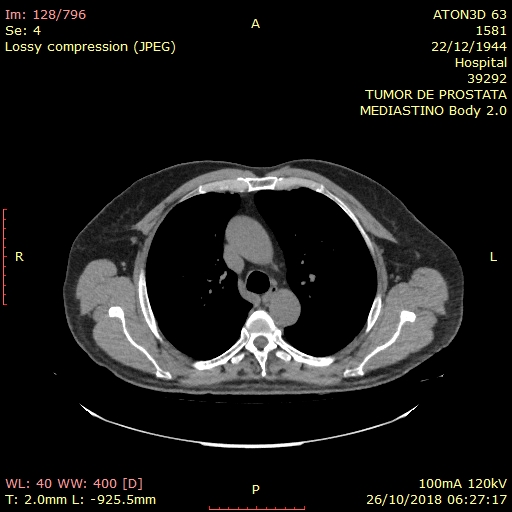 Im: 128/796
Se: 4
Lossy compression (JPEG)
A
ATON3D 63
1581
22/12/1944
Hospital
39292
TUMOR DE PROSTATA
MEDIASTINO Body 2.0
R
L
WL: 40 WW: 400 [D]
T: 2.0mm L: -925.5mm
P
100mA 120kV
26/10/2018 06:27:17